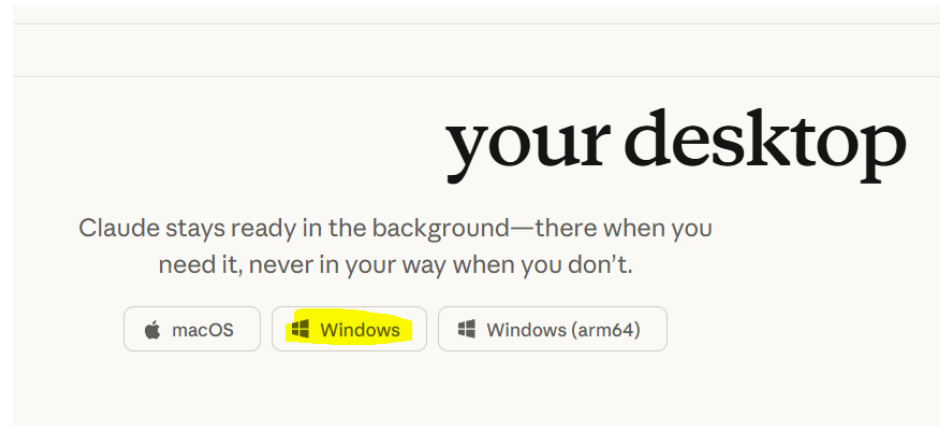 your desktop
Claude stays ready in the background—there when you
need it, never in your way when you don’t.
macOS
Windows
Windows (arm64)